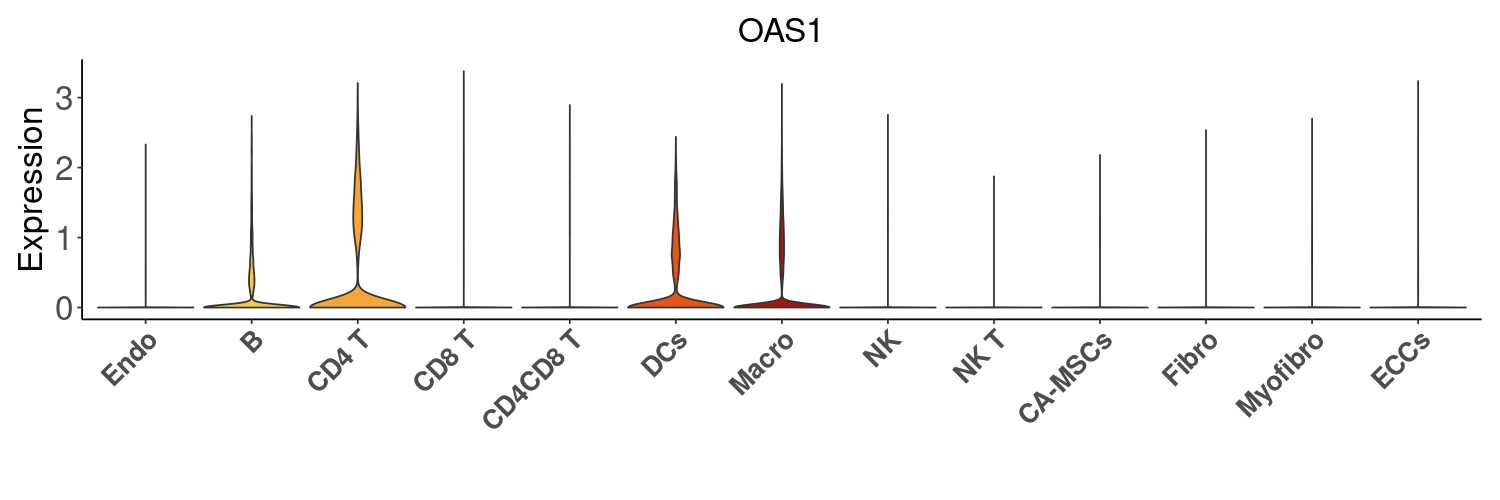 OAS1
Expression
3
2
1
0
Endo
B
CD4 T
CD8 T
CD4CD8 T
DCs
Macro
NK
NK T
CA-MSCs
Fibro
Myofibro
ECCs